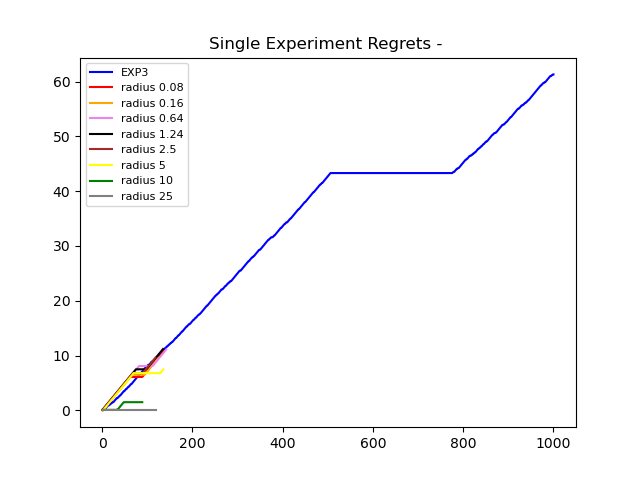 Single Experiment Regrets -
EXP3
radius 0.08
radius 0.16
radius 0.64
radius 1.24
radius 2.5
radius 5
radius 10
radius 25
60
50
40
30
20
10
0
0 200 400 600 800 1000